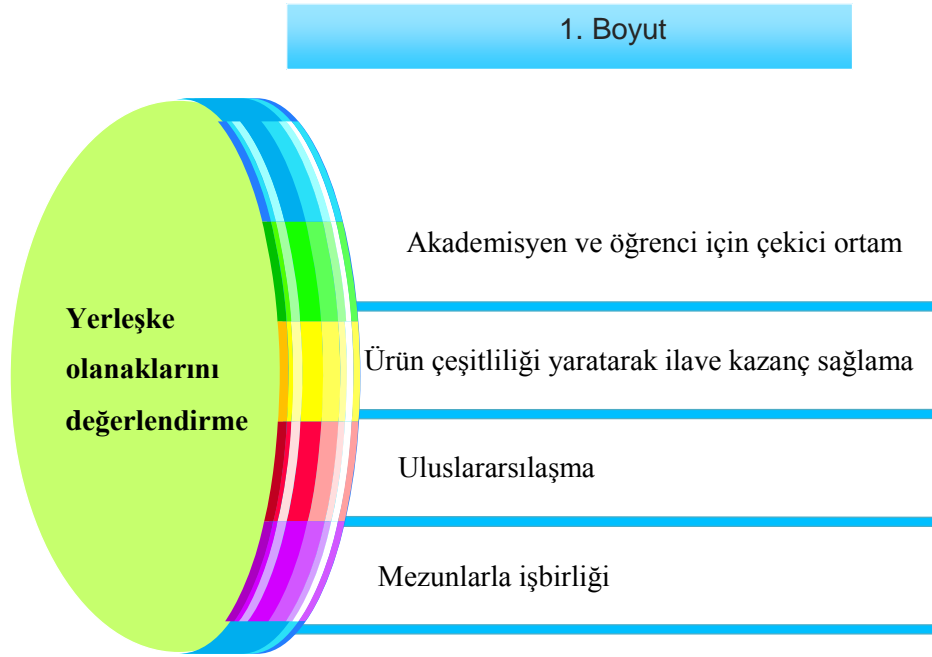 1. Boyut
Yerleşke
olanaklarını
değerlendirme
Akademisyen ve öğrenci için çekici ortam
Ürün çeşitliliği yaratarak ilave kazanç sağlama
Uluslararsılaşma
Mezunlarla işbirliği